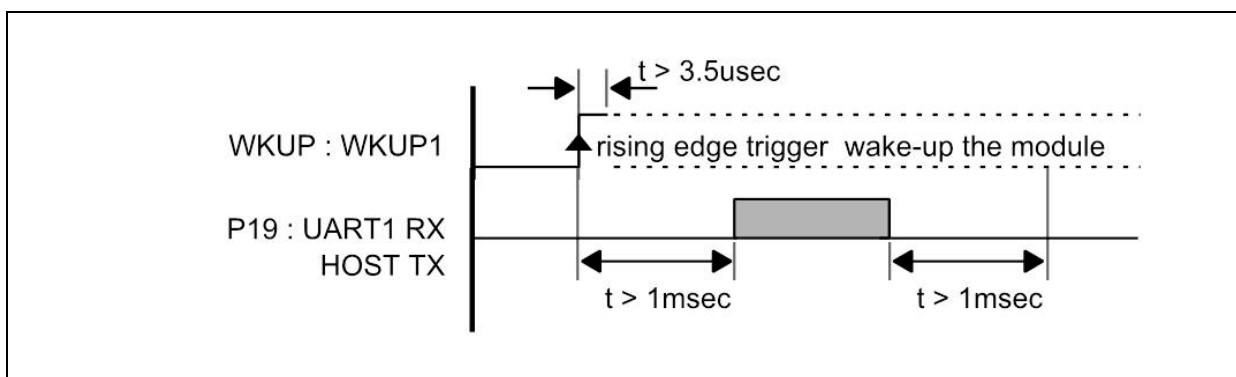 t > 3.5usec
WKUP : WKUP1
rising edge trigger wake-up the module
P19 : UART1 RX
HOST TX
t > 1msec
t > 1msec